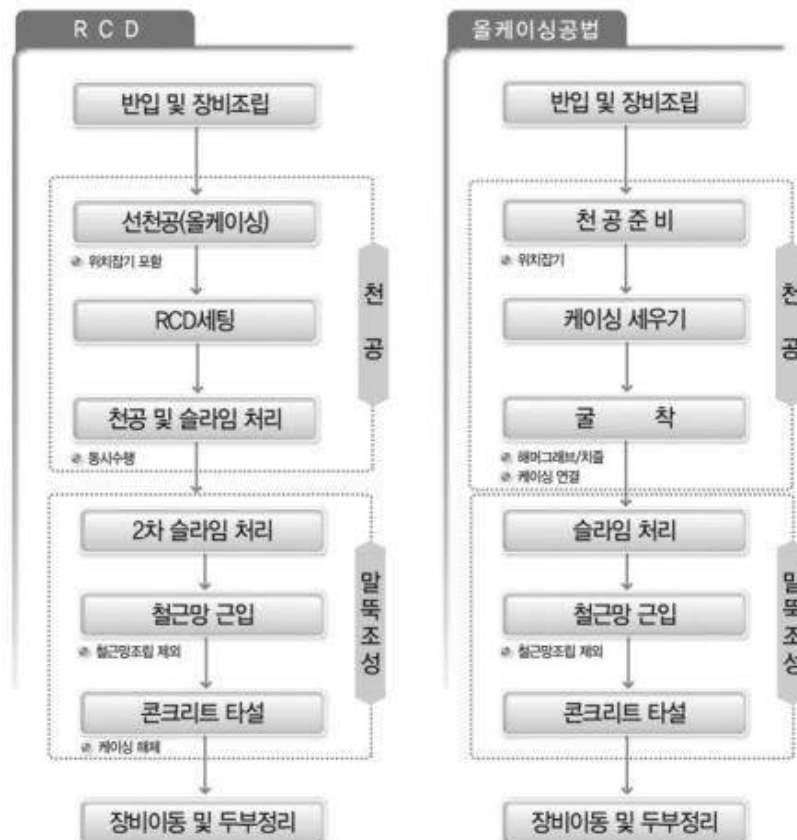 R C D
반입 및 장비조립
선천공(올케이싱)
위치잡기 포함
RCD세팅
천공 및 슬라임 처리
동시수행
천공
2차 슬라임 처리
철근망 근입
철근망조립 제외
콘크리트 타설
케이싱 해체
말뚝조성
장비이동 및 두부정리
올케이싱공법
반입 및 장비조립
천 공 준 비
위치잡기
케이싱 세우기
굴 착
해머그래브/치즐
케이싱 연결
천공
슬라임 처리
철근망 근입
철근망조립 제외
콘크리트 타설
말뚝조성
장비이동 및 두부정리